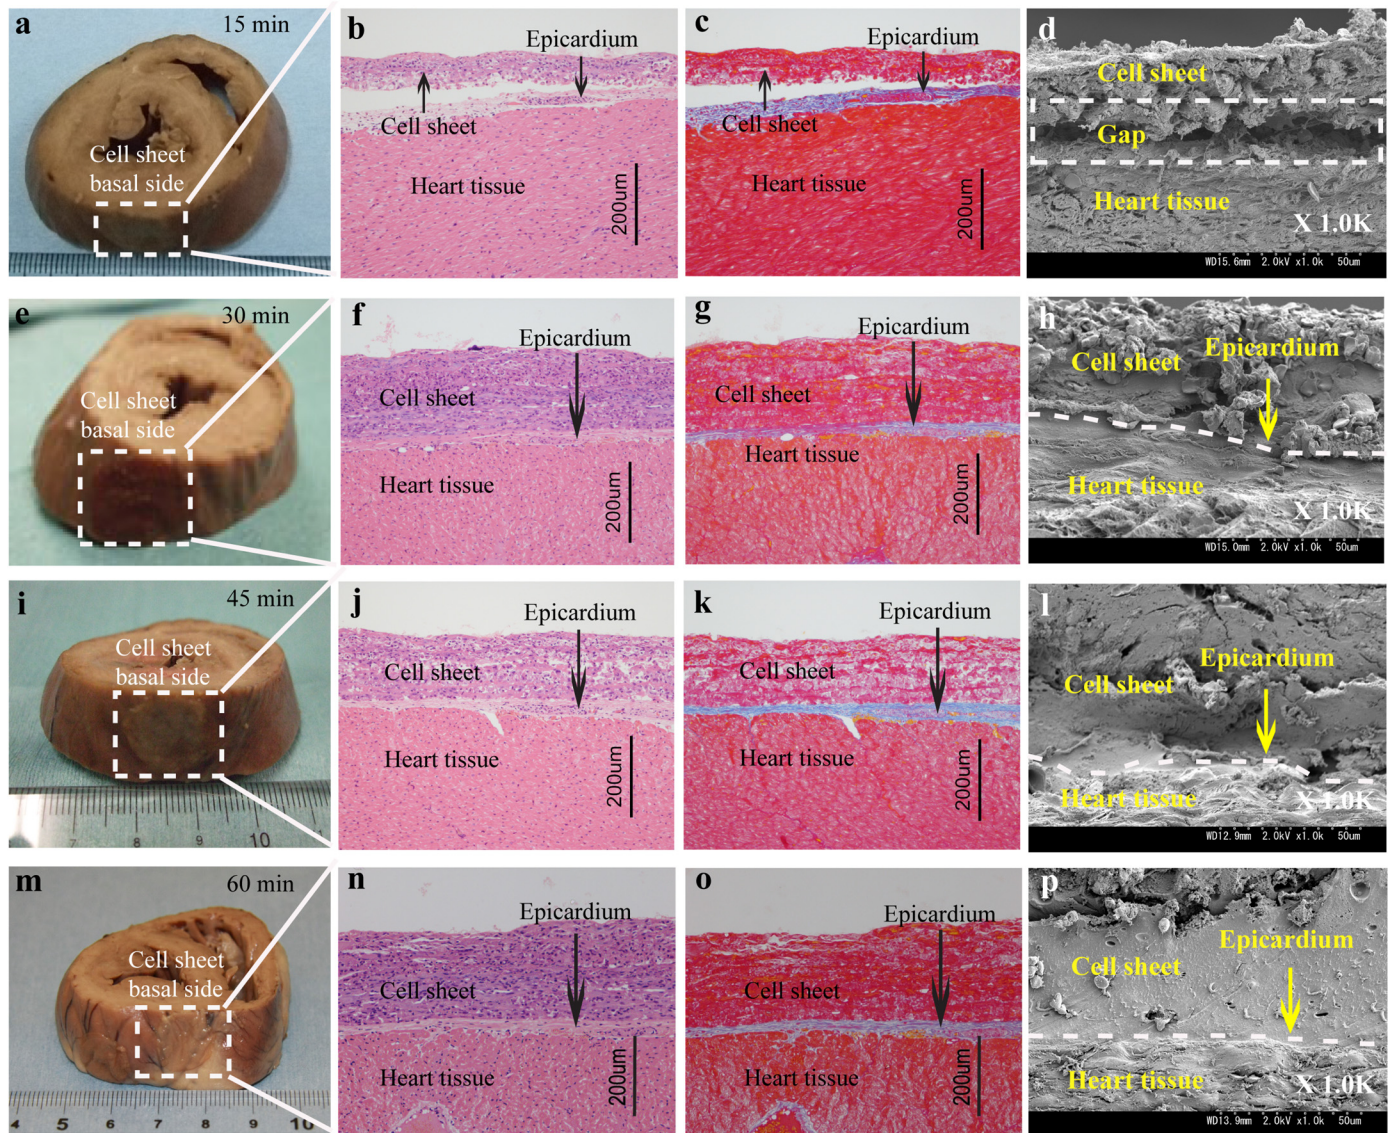 a
15 min
Cell sheet
basal side
b
Epicardium
Cell sheet
Heart tissue
200um
c
Epicardium
Cell sheet
Heart tissue
200um
d
Cell sheet
Gap
Heart tissue
X 1.0K
WD15.6mm 2.0kV x1.0k 50um
e
30 min
Cell sheet
basal side
f
Epicardium
Cell sheet
Heart tissue
200um
g
Epicardium
Cell sheet
Heart tissue
200um
h
Cell sheet
Epicardium
Heart tissue
X 1.0K
WD15.0mm 2.0kV x1.0k 50um
i
45 min
Cell sheet
basal side
7 8 9 10
j
Epicardium
Cell sheet
Heart tissue
200um
k
Epicardium
Cell sheet
Heart tissue
200um
l
Epicardium
Cell sheet
Heart tissue
X 1.0K
WD12.9mm 2.0kV x1.0k 50um
m
60 min
Cell sheet
basal side
4 5 6 7 8 9 10
n
Epicardium
Cell sheet
Heart tissue
200um
o
Epicardium
Cell sheet
Heart tissue
200um
p
Epicardium
Cell sheet
Heart tissue
X 1.0K
WD13.9mm 2.0kV x1.0k 50um